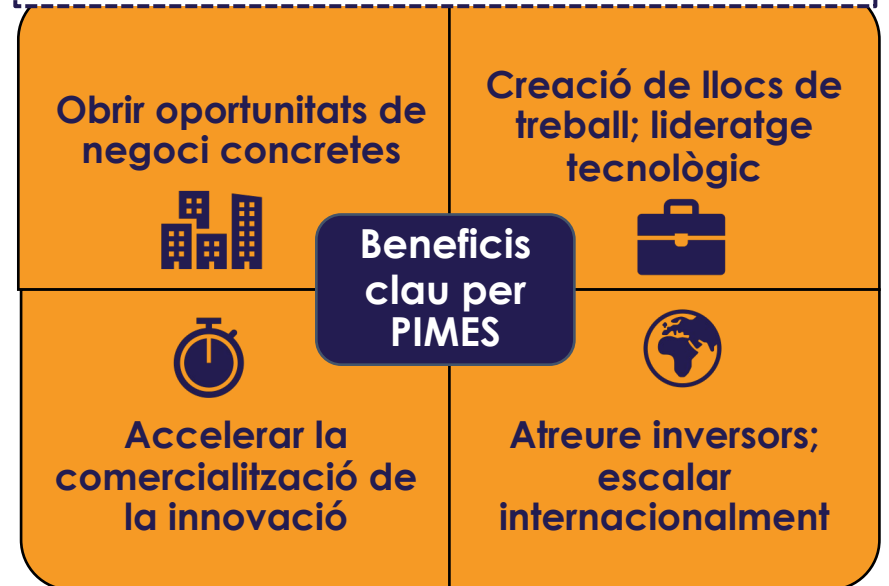 Obrir oportunitats de
negoci concretes
Creació de llocs de
treball; lideratge
tecnològic
Beneficis
clau per
PIMES
Accelerar la
comercialització de
la innovació
Atreure inversors;
escalar
internacionalment